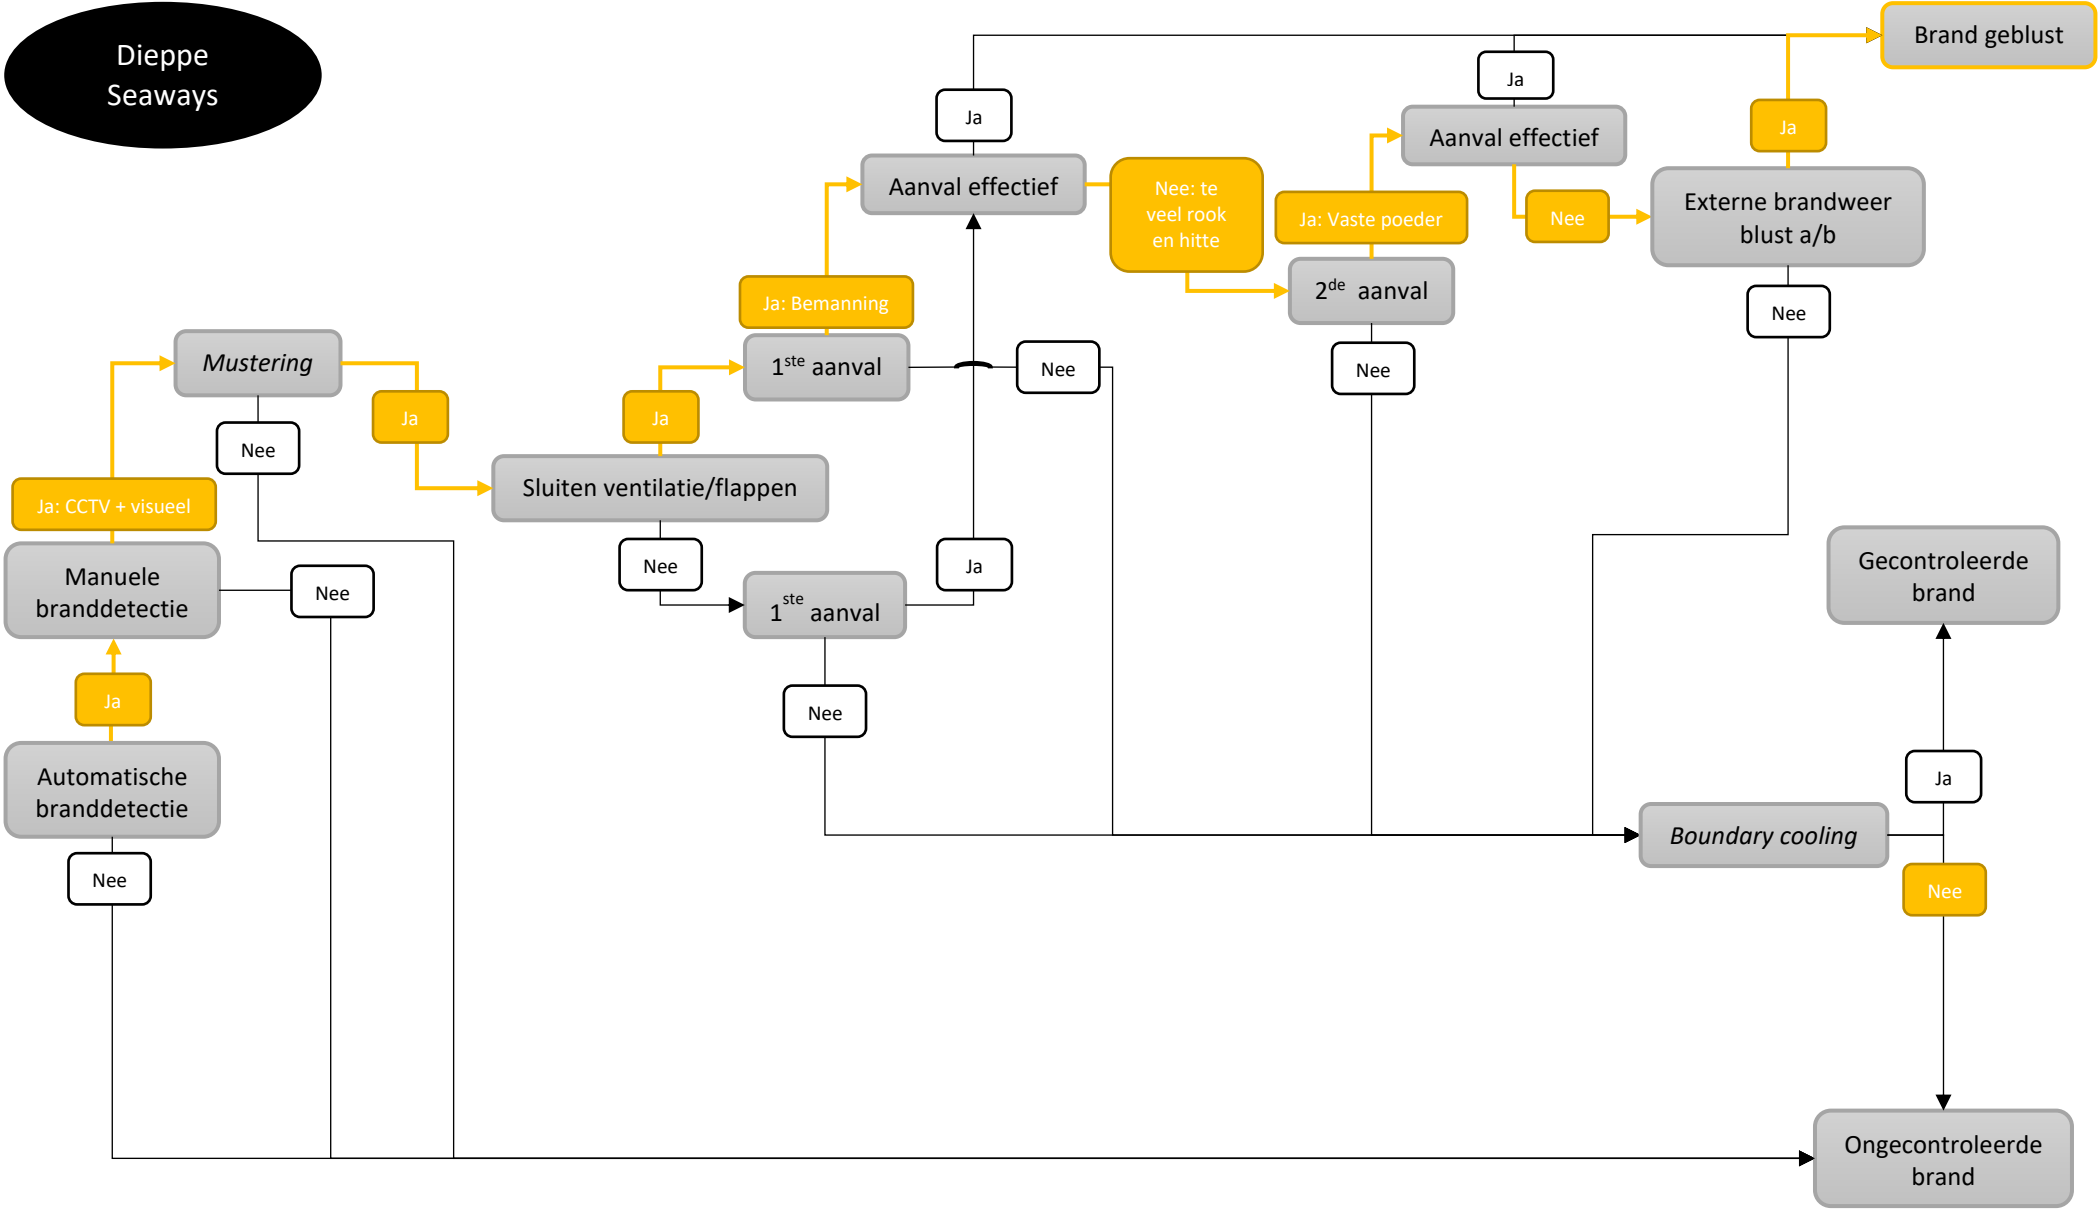 Dieppe
Seaways
Brand geblust
Ja
Ja
Ja
Aanval effectief
Aanval effectief
Nee: te
veel rook
en hitte
Ja: Vaste poeder
Nee
Externe brandweer
blust a/b
Ja: Bemanning
2de aanval
Nee
Mustering
1ste aanval
Nee
Nee
Ja
Ja
Nee
Ja: CCTV + visueel
Sluiten ventilatie/flappen
Manuele
branddetectie
Nee
Nee
Ja
1ste aanval
Gecontroleerde
brand
Ja
Nee
Automatische
branddetectie
Ja
Nee
Boundary cooling
Nee
Ongecontroleerde
brand